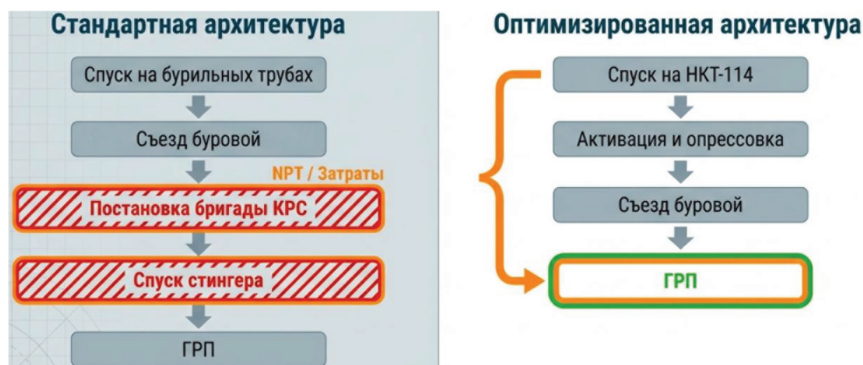 Стандартная архитектура
Спуск на бурильных трубах
Съезд буровой
NPT / Затраты
Постановка бригады КРС
Спуск стингера
ГРП
Оптимизированная архитектура
Спуск на НКТ-114
Активация и опрессовка
Съезд буровой
ГРП